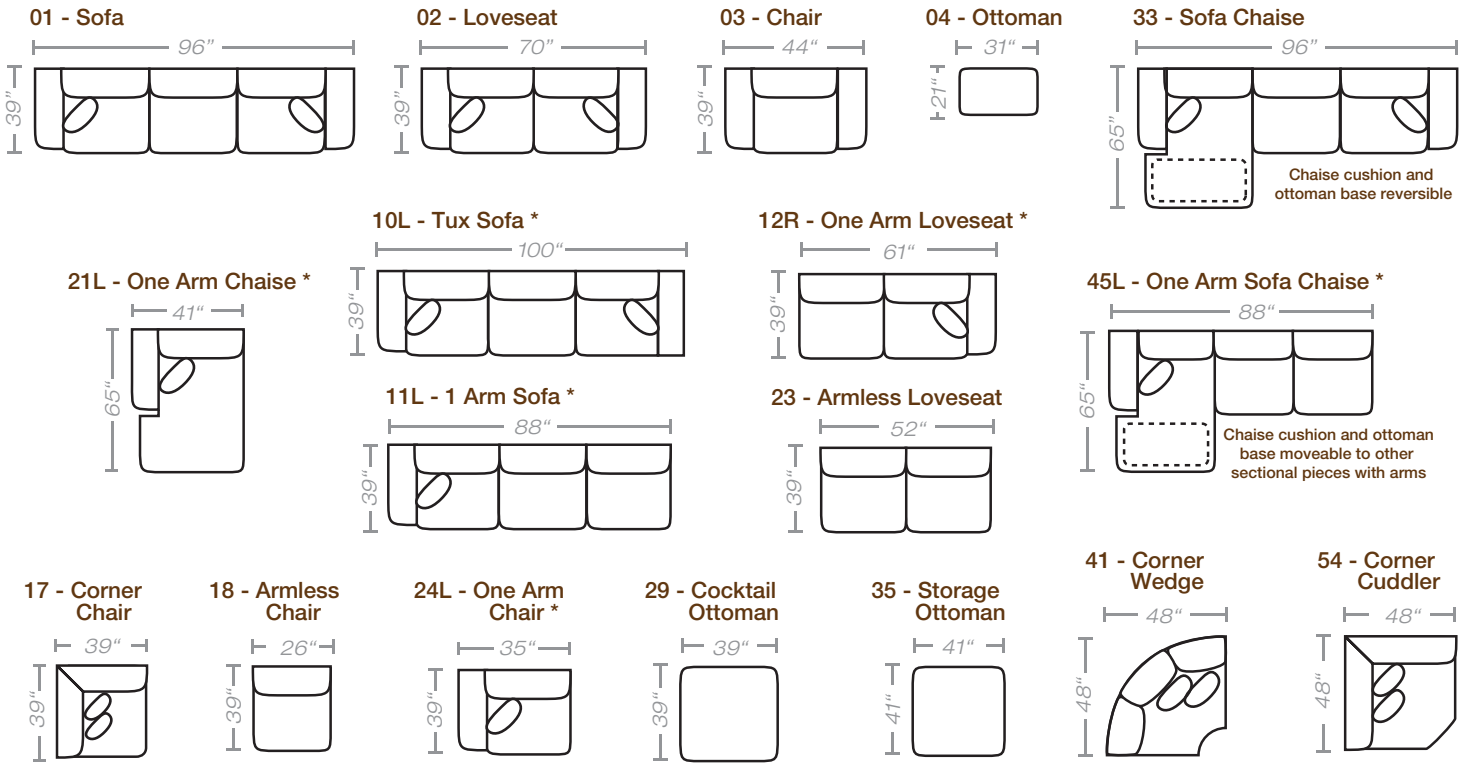 01 - Sofa
96”
39”
02 - Loveseat
70”
39“
03 - Chair
44“
39“
04 - Ottoman
31“
21“
33 - Sofa Chaise
96”
65”
Chaise cushion and
ottoman base reversible
10L - Tux Sofa *
100“
39“
12R - One Arm Loveseat *
61“
39“
21L - One Arm Chaise *
41“
65“
45L - One Arm Sofa Chaise *
88“
65“
Chaise cushion and ottoman
base moveable to other
sectional pieces with arms
11L - 1 Arm Sofa *
88“
39“
23 - Armless Loveseat
52“
39“
17 - Corner
Chair
39“
39“
18 - Armless
Chair
26“
39“
24L - One Arm
Chair *
35“
39“
29 - Cocktail
Ottoman
39“
39“
35 - Storage
Ottoman
41“
41“
41 - Corner
Wedge
48“
48“
54 - Corner
Cuddler
48“
48“